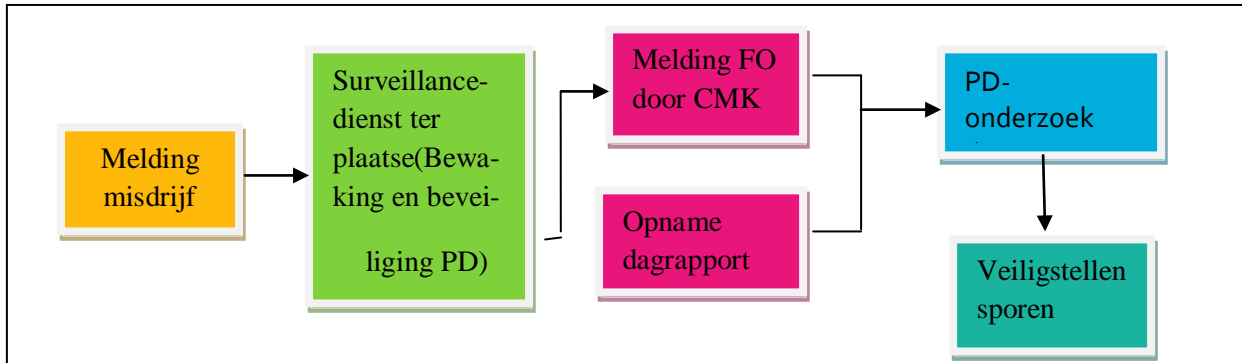 Melding
misdrijf
Surveillance-
dienst ter
plaatse(Bewa-
king en bevei-
liging PD)
Melding FO
door CMK
Opname
dagrapport
PD-
onderzoek
Veiligstellen
sporen